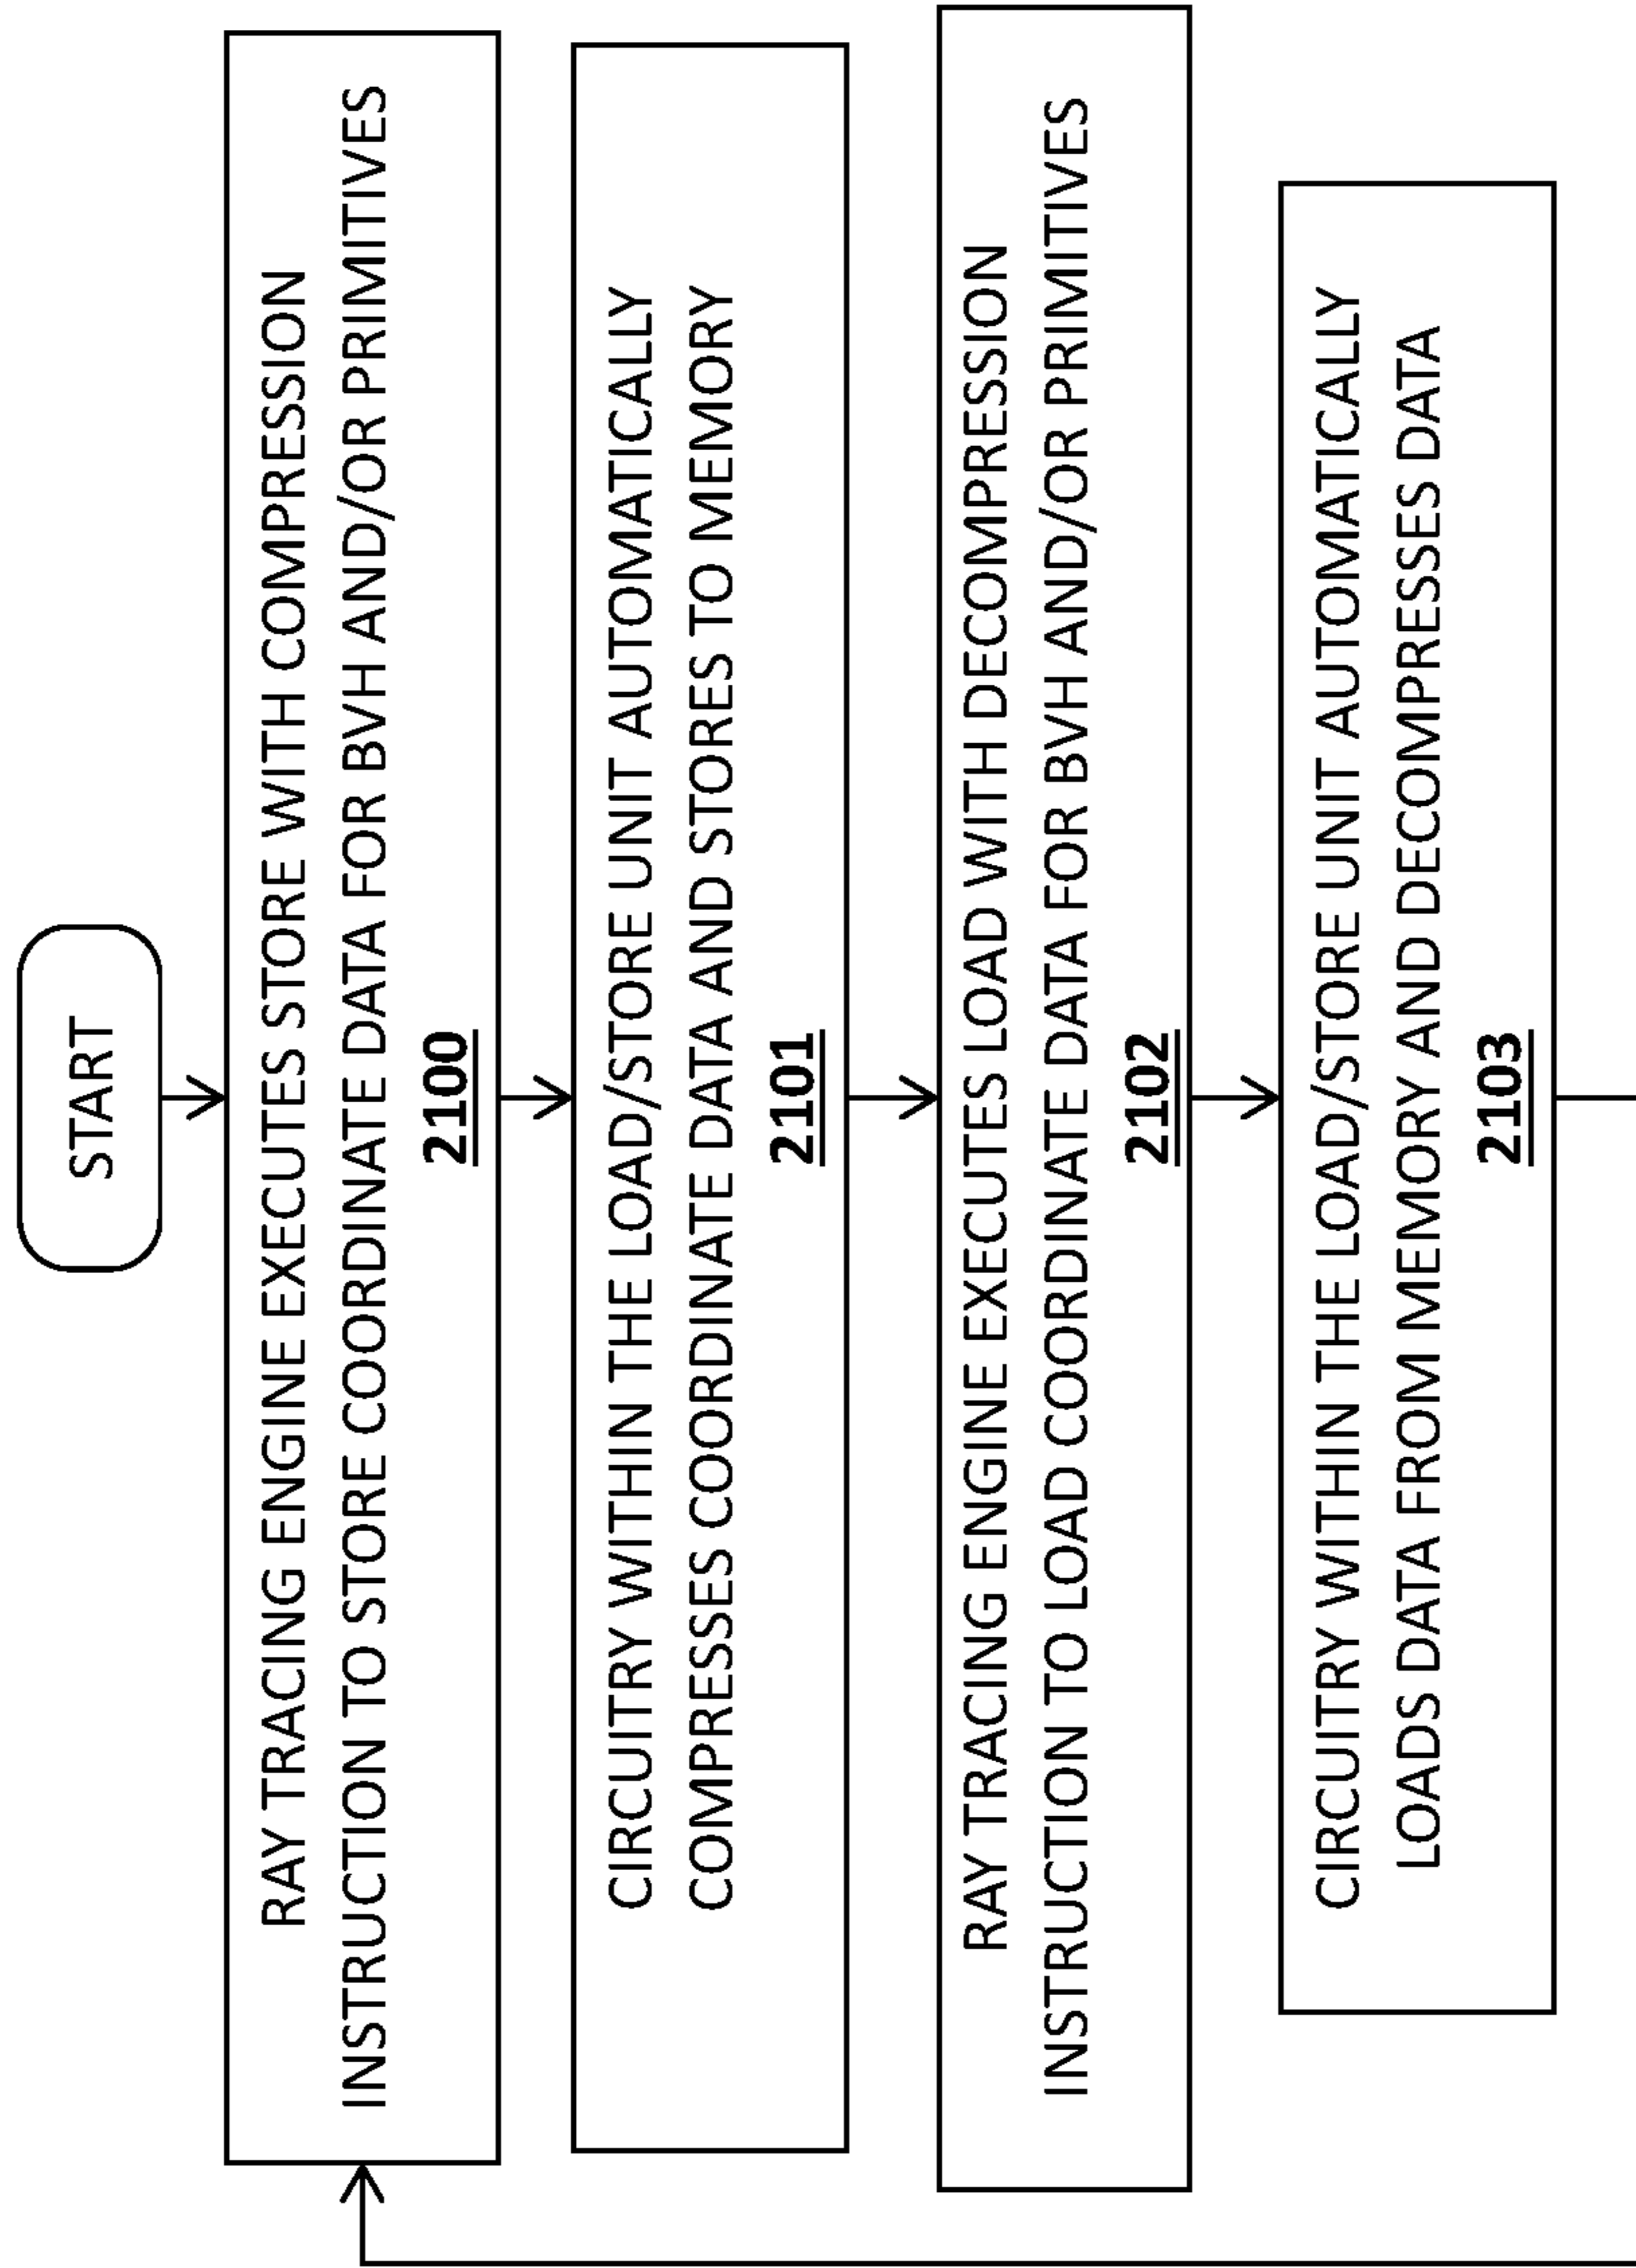 START
RAY TRACING ENGINE EXECUTES STORE WITH COMPRESSION
INSTRUCTION TO STORE COORDINATE DATA FOR BVH AND/OR PRIMITIVES
2100
CIRCUITRY WITHIN THE LOAD/STORE UNIT AUTOMATICALLY
COMPRESSES COORDINATE DATA AND STORES TO MEMORY
2101
RAY TRACING ENGINE EXECUTES LOAD WITH DECOMPRESSION
INSTRUCTION TO LOAD COORDINATE DATA FOR BVH AND/OR PRIMITIVES
2102
CIRCUITRY WITHIN THE LOAD/STORE UNIT AUTOMATICALLY
LOADS DATA FROM MEMORY AND DECOMPRESSES DATA
2103